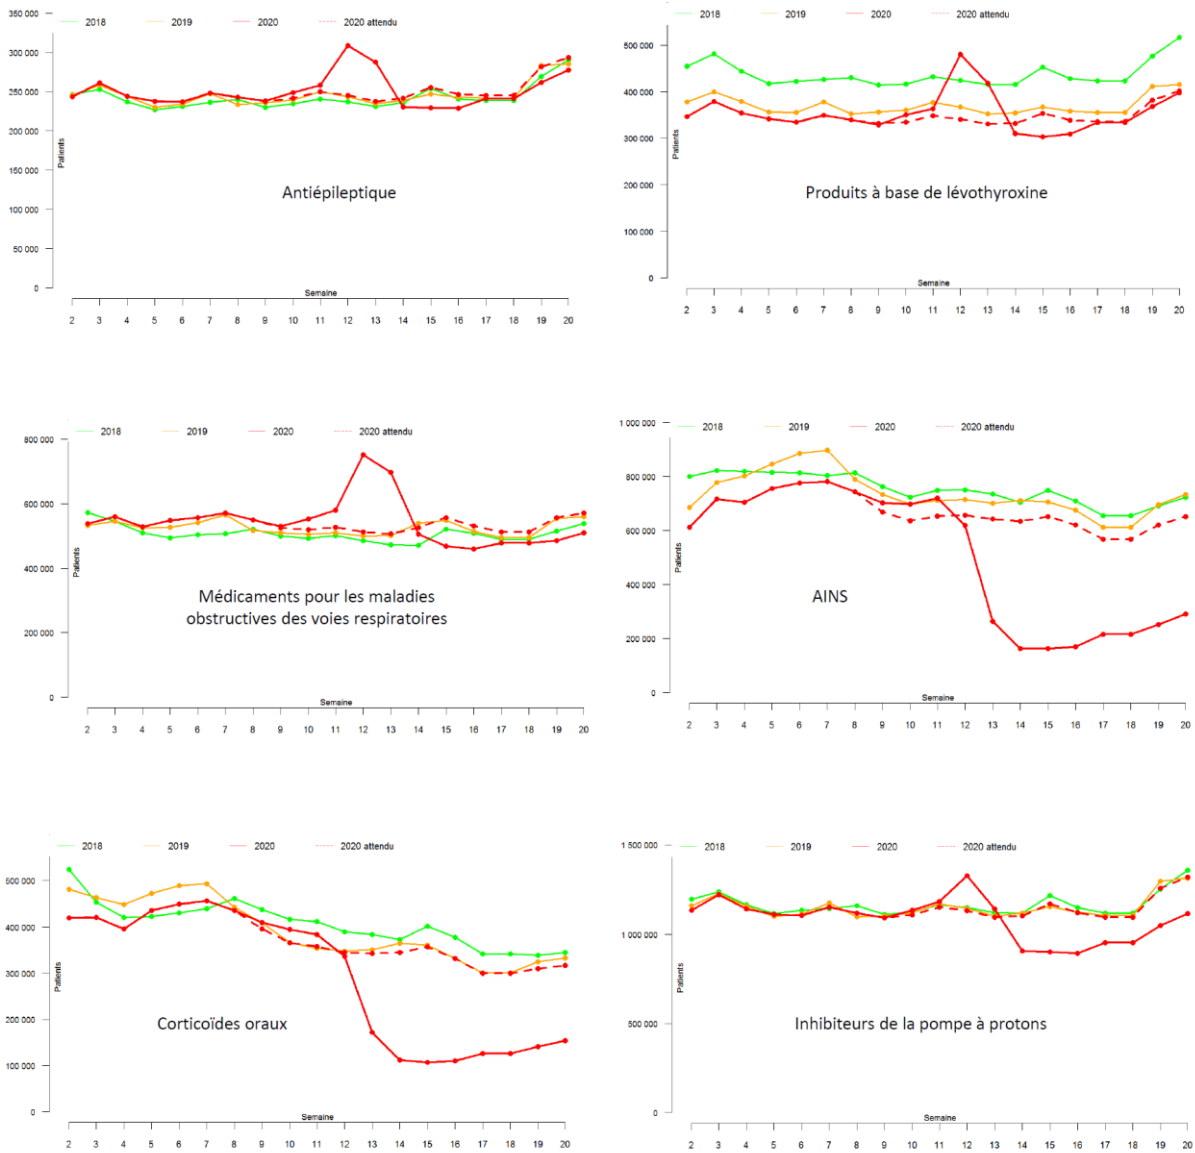 2018 2019 2020 2020 attendu
350 000
300 000
250 000
200 000
150 000
100 000
50 000
0
Patients
Antiépileptique
Semaine
2 3 4 5 6 7 8 9 10 11 12 13 14 15 16 17 18 19 20
2018 2019 2020 2020 attendu
500 000
400 000
300 000
200 000
100 000
0
Patients
Produits à base de lévothyroxine
Semaine
2 3 4 5 6 7 8 9 10 11 12 13 14 15 16 17 18 19 20
2018 2019 2020 2020 attendu
800 000
600 000
400 000
200 000
0
Patients
Médicaments pour les maladies
obstructives des voies respiratoires
Semaine
2 3 4 5 6 7 8 9 10 11 12 13 14 15 16 17 18 19 20
2018 2019 2020 2020 attendu
1 000 000
800 000
600 000
400 000
200 000
0
Patients
AINS
Semaine
2 3 4 5 6 7 8 9 10 11 12 13 14 15 16 17 18 19 20
2018 2019 2020 2020 attendu
500 000
400 000
300 000
200 000
100 000
0
Patients
Corticoïdes oraux
Semaine
2 3 4 5 6 7 8 9 10 11 12 13 14 15 16 17 18 19 20
2018 2019 2020 2020 attendu
1 500 000
1 000 000
500 000
0
Patients
Inhibiteurs de la pompe à protons
Semaine
2 3 4 5 6 7 8 9 10 11 12 13 14 15 16 17 18 19 20